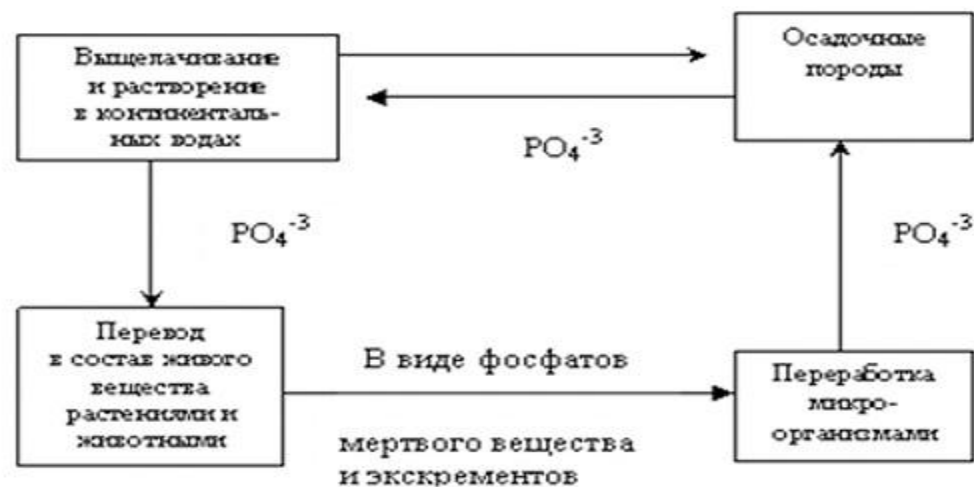 Выщелачивание
и растворение
в континенталь-
ных водах
Осадочные
породы
PO₄⁻³
PO₄⁻³
PO₄⁻³
Перевод
в состав живого
вещества
растениями и
животными
В виде фосфатов
мертвого вещества
и экскрементов
Переработка
микро-
организмами